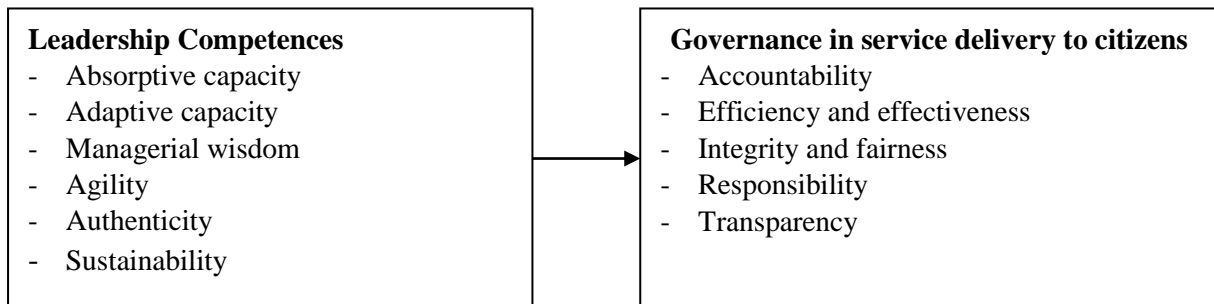 Leadership Competences
- Absorptive capacity
- Adaptive capacity
- Managerial wisdom
- Agility
- Authenticity
- Sustainability
Governance in service delivery to citizens
- Accountability
- Efficiency and effectiveness
- Integrity and fairness
- Responsibility
- Transparency